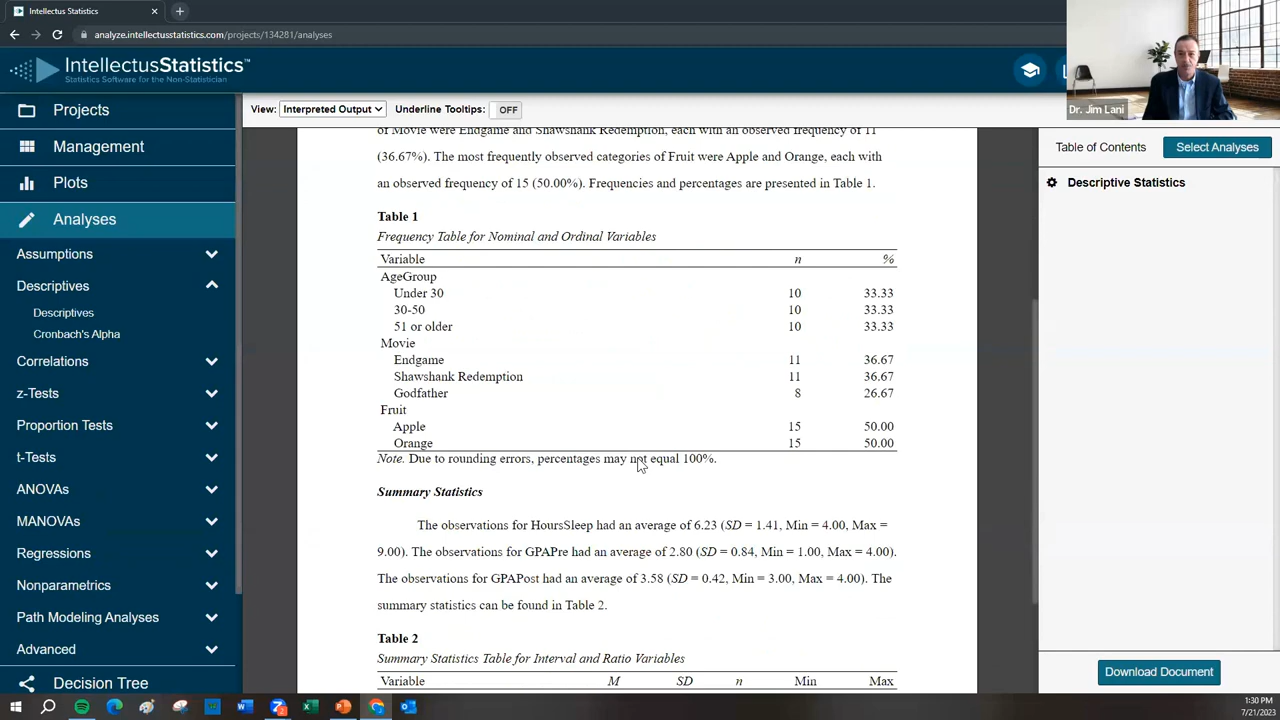 Intellectus Statistics
analyze.intellectusstatistics.com/projects/134281/analyses
IntellectusStatistics™
Statistics Software for the Non-Statistician
Dr. Jim Lani
Projects
Management
Plots
Analyses
Assumptions
Descriptives
Descriptives
Cronbach's Alpha
Correlations
z-Tests
Proportion Tests
t-Tests
ANOVAs
MANOVAs
Regressions
Nonparametrics
Path Modeling Analyses
Advanced
Decision Tree
View: Interpreted Output Underline Tooltips: OFF
of Movie were Endgame and Shawshank Redemption, each with an observed frequency of 11
(36.67%). The most frequently observed categories of Fruit were Apple and Orange, each with
an observed frequency of 15 (50.00%). Frequencies and percentages are presented in Table 1.
Table 1
Frequency Table for Nominal and Ordinal Variables
Variable n %
AgeGroup
Under 30 10 33.33
30-50 10 33.33
51 or older 10 33.33
Movie
Endgame 11 36.67
Shawshank Redemption 11 36.67
Godfather 8 26.67
Fruit
Apple 15 50.00
Orange 15 50.00
Note. Due to rounding errors, percentages may not equal 100%.
Summary Statistics
The observations for HoursSleep had an average of 6.23 (SD = 1.41, Min = 4.00, Max =
9.00). The observations for GPAPre had an average of 2.80 (SD = 0.84, Min = 1.00, Max = 4.00).
The observations for GPAPost had an average of 3.58 (SD = 0.42, Min = 3.00, Max = 4.00). The
summary statistics can be found in Table 2.
Table 2
Summary Statistics Table for Interval and Ratio Variables
Variable M SD n Min Max
Table of Contents Select Analyses
Descriptive Statistics
Download Document
1:30 PM
7/21/2023